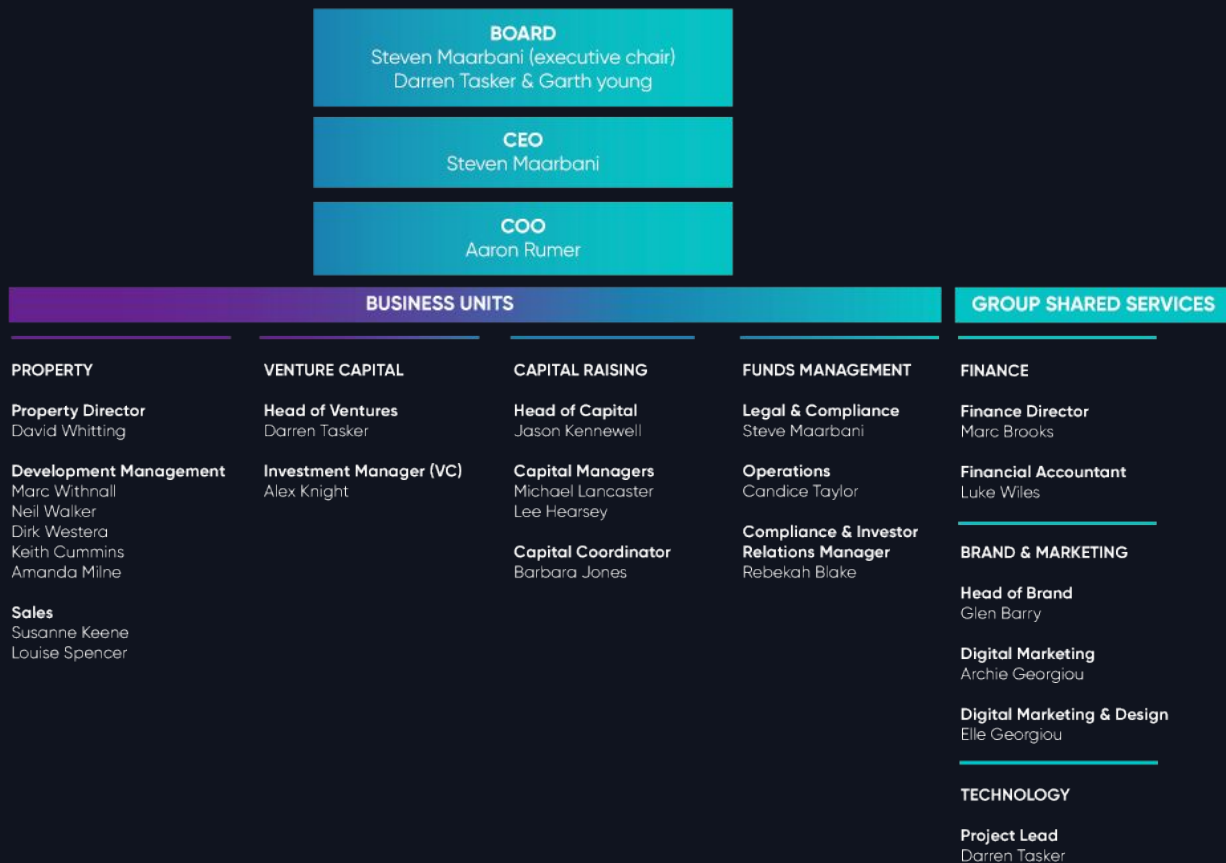 BOARD
Steven Maarbani (executive chair)
Darren Tasker & Garth young
CEO
Steven Maarbani
COO
Aaron Rumer
BUSINESS UNITS
GROUP SHARED SERVICES
PROPERTY
Property Director
David Whitting
Development Management
Marc Withnall
Neil Walker
Dirk Westera
Keith Cummins
Amanda Milne
Sales
Susanne Keene
Louise Spencer
VENTURE CAPITAL
Head of Ventures
Darren Tasker
Investment Manager (VC)
Alex Knight
CAPITAL RAISING
Head of Capital
Jason Kennewell
Capital Managers
Michael Lancaster
Lee Hearsey
Capital Coordinator
Barbara Jones
FUNDS MANAGEMENT
Legal & Compliance
Steve Maarbani
Operations
Candice Taylor
Compliance & Investor
Relations Manager
Rebekah Blake
FINANCE
Finance Director
Marc Brooks
Financial Accountant
Luke Wiles
BRAND & MARKETING
Head of Brand
Glen Barry
Digital Marketing
Archie Georgiou
Digital Marketing & Design
Elle Georgiou
TECHNOLOGY
Project Lead
Darren Tasker